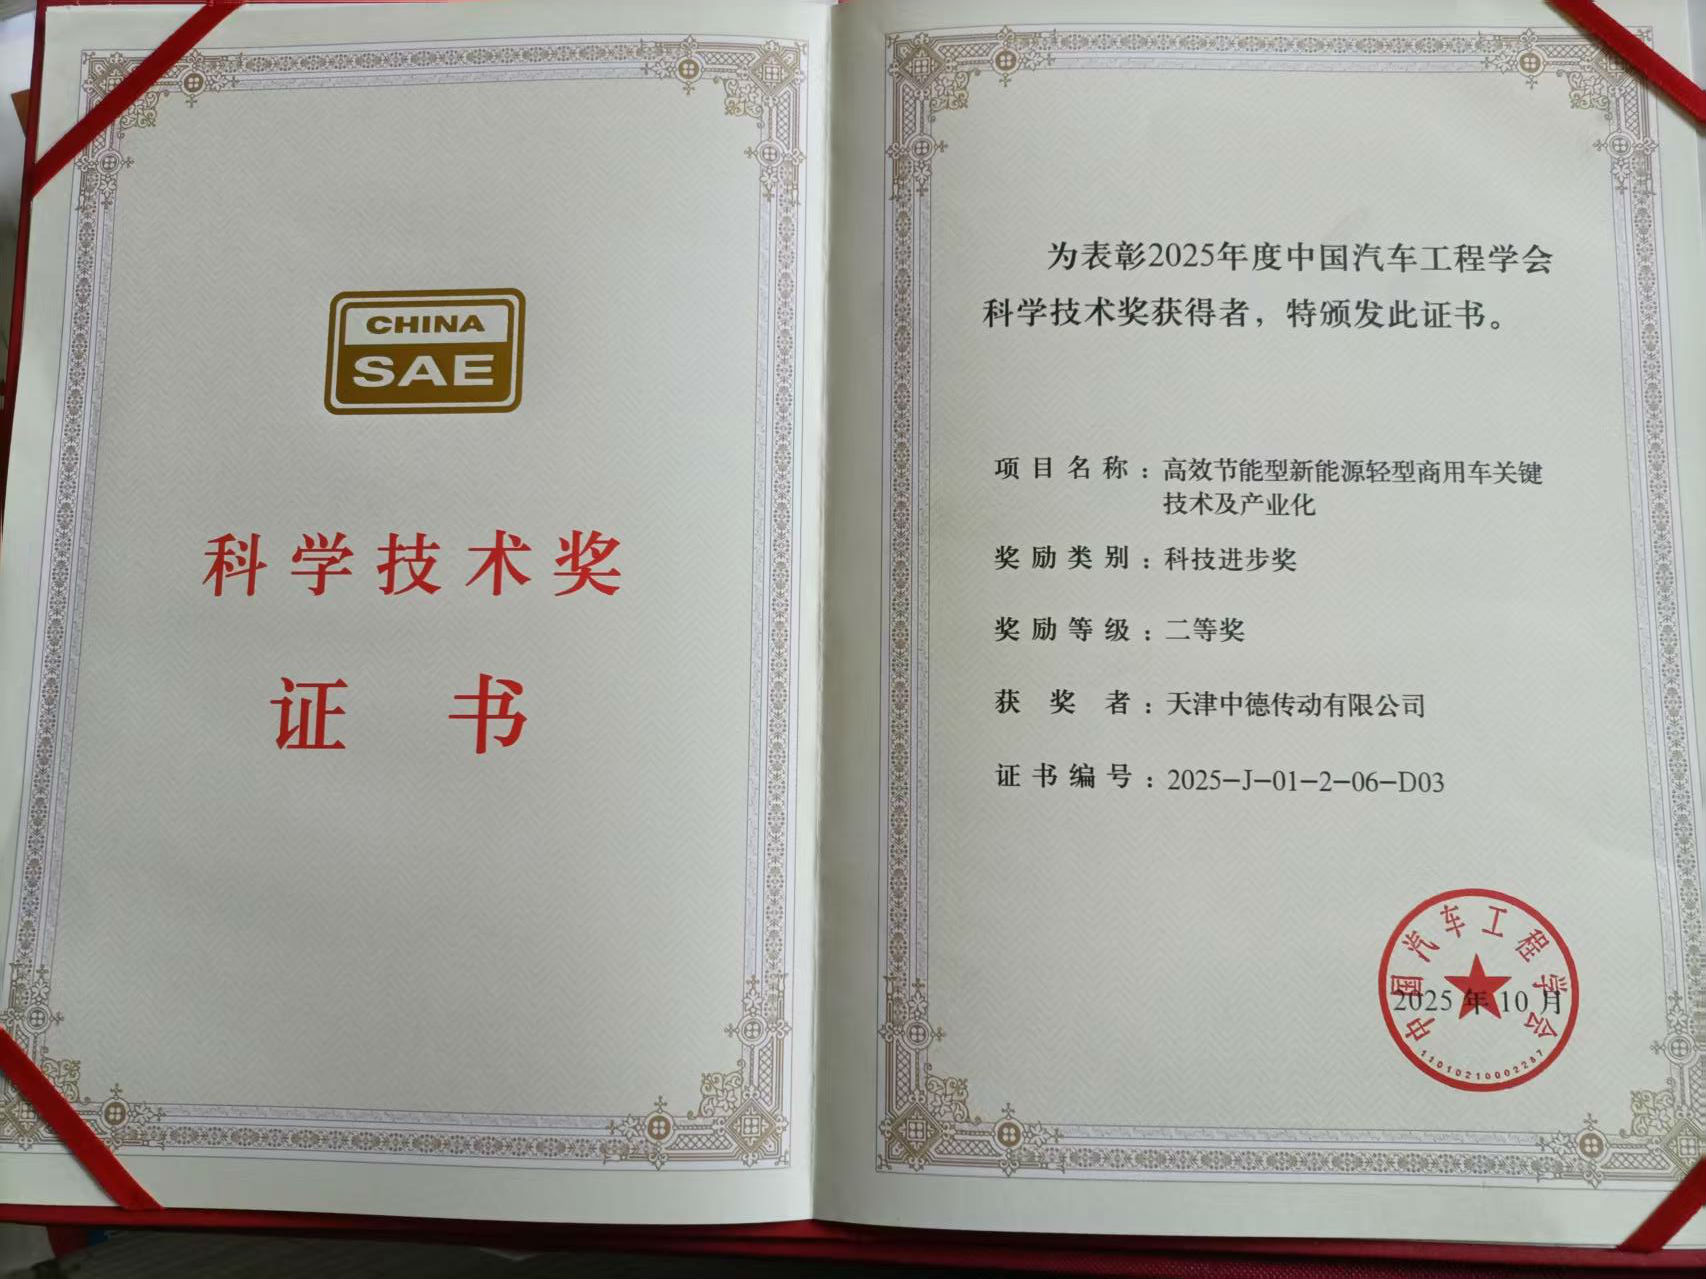 CHINA
SAE
科学技术奖
证书
为表彰2025年度中国汽车工程学会
科学技术奖获得者，特颁发此证书。
项目名称：高效节能型新能源轻型商用车关键
技术及产业化
奖励类别：科技进步奖
奖励等级：二等奖
获奖者：天津中德传动有限公司
证书编号：2025-J-01-2-06-D03
中国汽车工程学会
2025年10月
11010210002287